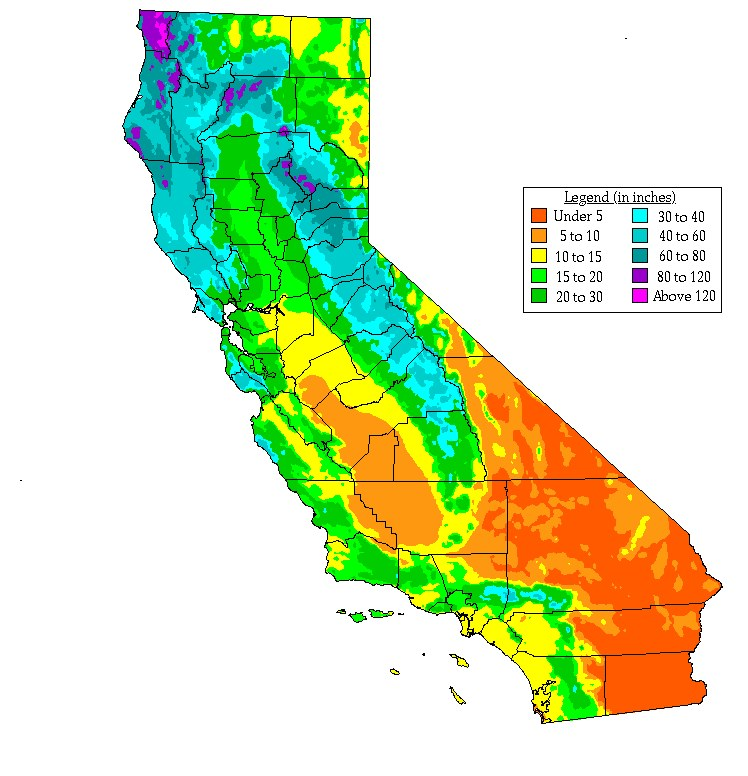 Legend (in inches)
Under 5 30 to 40
5 to 10 40 to 60
10 to 15 60 to 80
15 to 20 80 to 120
20 to 30 Above 120